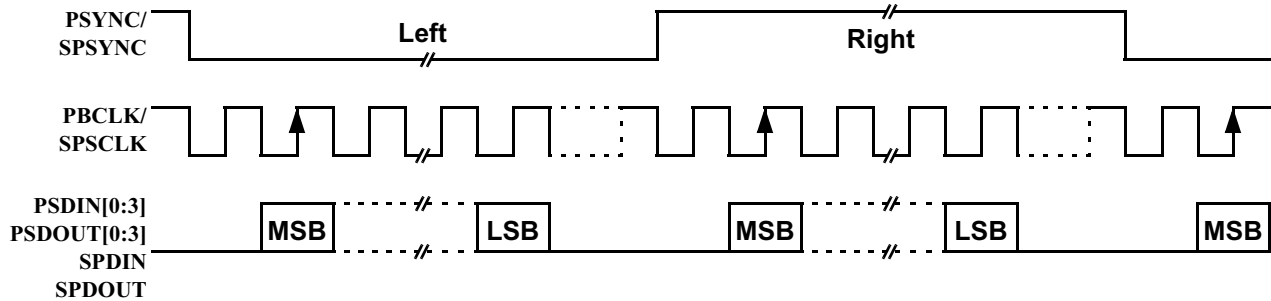 PSYNC/
SPSYNC
Left
Right
PBCLK/
SPSCLK
PSDIN[0:3]
PSDOUT[0:3]
SPDIN
SPDOUT
MSB
LSB
MSB
LSB
MSB